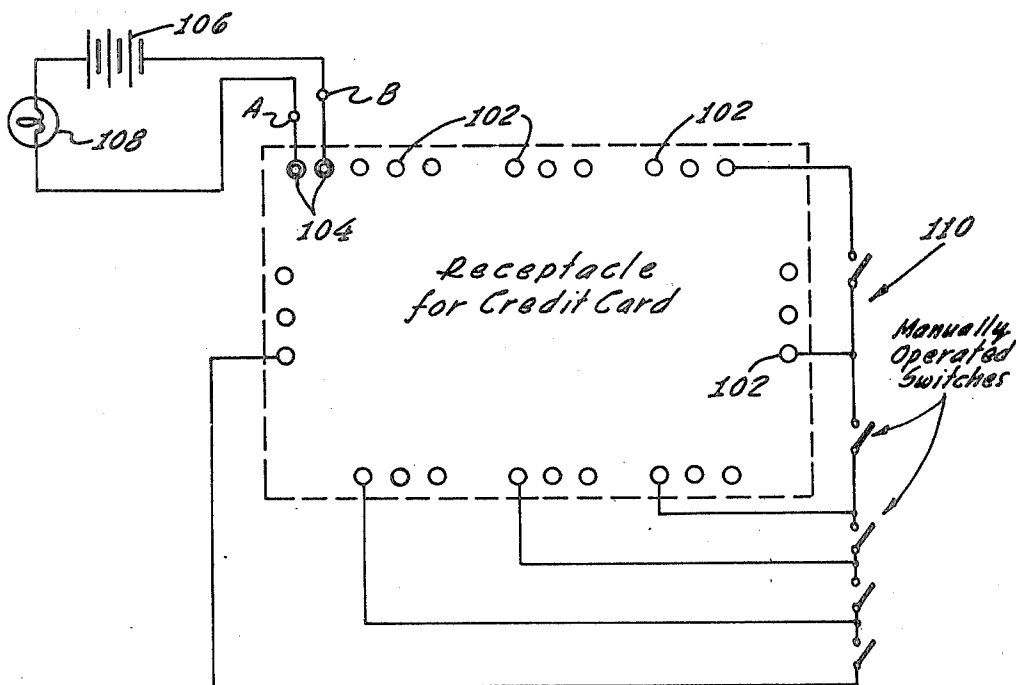 106
B
A
102
102
108
104
110
Receptacle
for Credit Card
Manually
Operated
Switches
102